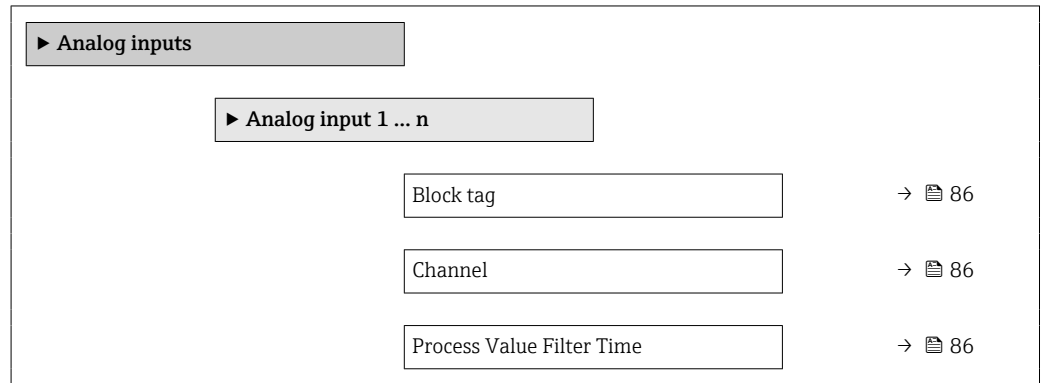 ▶ Analog inputs
▶ Analog input 1 ... n
Block tag → 86
Channel → 86
Process Value Filter Time → 86